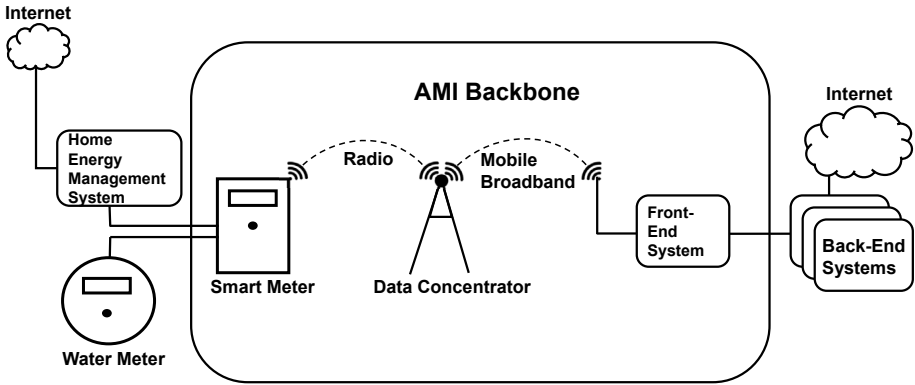 Internet
AMI Backbone
Internet
Home
Energy
Management
System
Radio
Mobile
Broadband
Front-
End
System
Back-End
Systems
Smart Meter
Data Concentrator
Water Meter